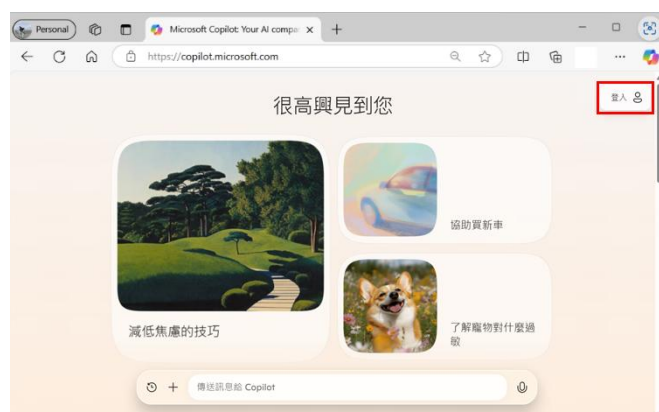 Personal
Microsoft Copilot: Your AI compa
https://copilot.microsoft.com
登入
很高興見到您
協助買新車
減低焦慮的技巧
了解寵物對什麼過
敏
傳送訊息給 Copilot